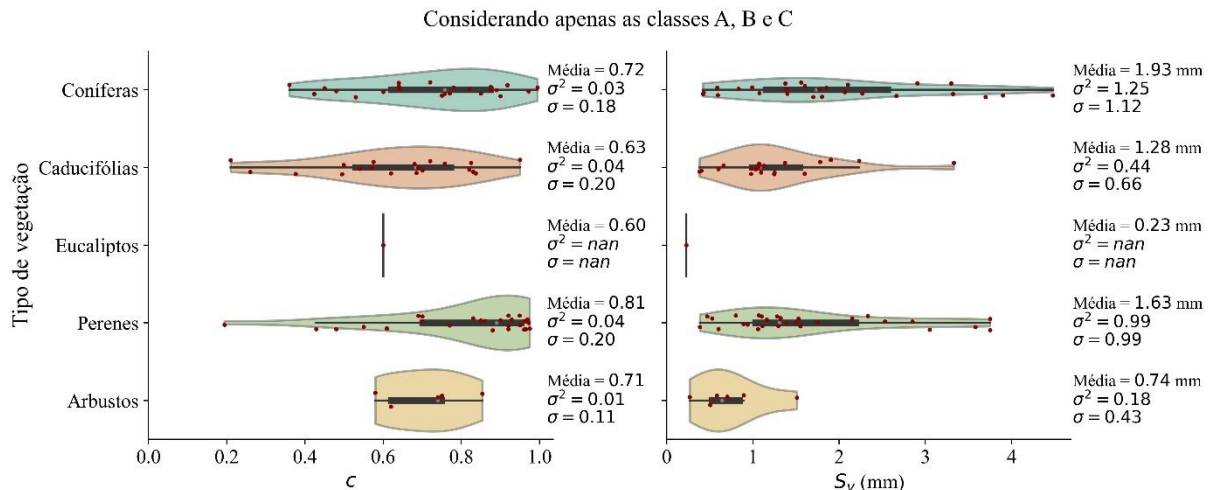 Considerando apenas as classes A, B e C
Tipo de vegetação
Coníferas
Média = 0.72
σ² = 0.03
σ = 0.18
Média = 1.93 mm
σ² = 1.25
σ = 1.12
Caducifólias
Média = 0.63
σ² = 0.04
σ = 0.20
Média = 1.28 mm
σ² = 0.44
σ = 0.66
Eucaliptos
Média = 0.60
σ² = nan
σ = nan
Média = 0.23 mm
σ² = nan
σ = nan
Perenes
Média = 0.81
σ² = 0.04
σ = 0.20
Média = 1.63 mm
σ² = 0.99
σ = 0.99
Arbustos
Média = 0.71
σ² = 0.01
σ = 0.11
Média = 0.74 mm
σ² = 0.18
σ = 0.43
0.0 0.2 0.4 0.6 0.8 1.0
c
0 1 2 3 4
Sᵥ (mm)